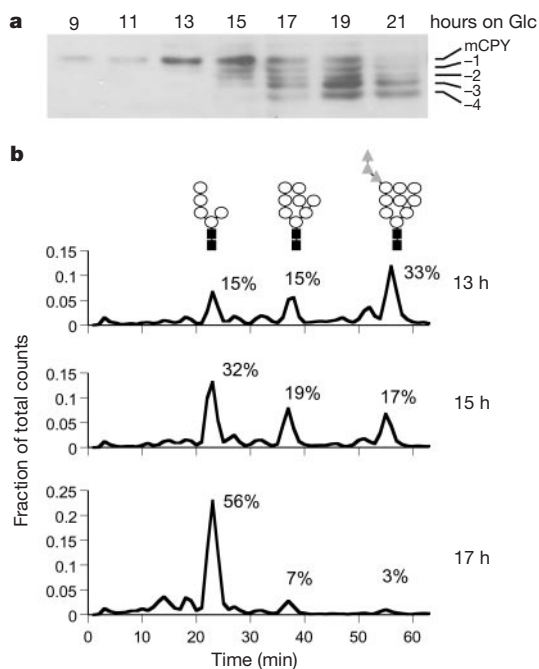 a
9 11 13 15 17 19 21 hours on Glc
mCPY
–1
–2
–3
–4
b
0.15
0.1
0.05
0
15% 15% 33%
13 h
0.15
0.1
0.05
0
32% 19% 17%
15 h
0.25
0.2
0.15
0.1
0.05
0
56% 7% 3%
17 h
0 10 20 30 40 50 60
Time (min)
Fraction of total counts